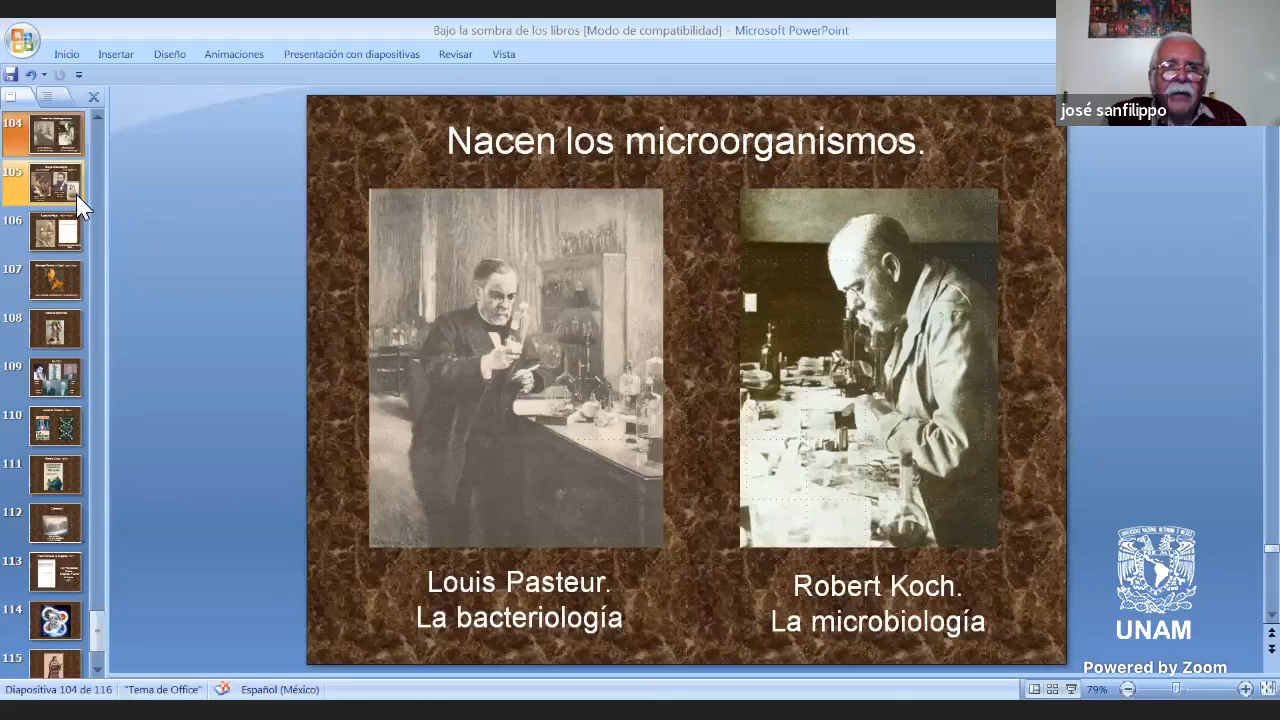 Bajo la sombra de los libros [Modo de compatibilidad] - Microsoft PowerPoint
Inicio Insertar Diseño Animaciones Presentación con diapositivas Revisar Vista
josé sanfilippo
104
105
106
107
108
109
110
111
112
113
114
115
Nacen los microorganismos.
Louis Pasteur.
La bacteriología
Robert Koch.
La microbiología
UNAM
Powered by Zoom
Diapositiva 104 de 116 "Tema de Office" Español (México) 79%